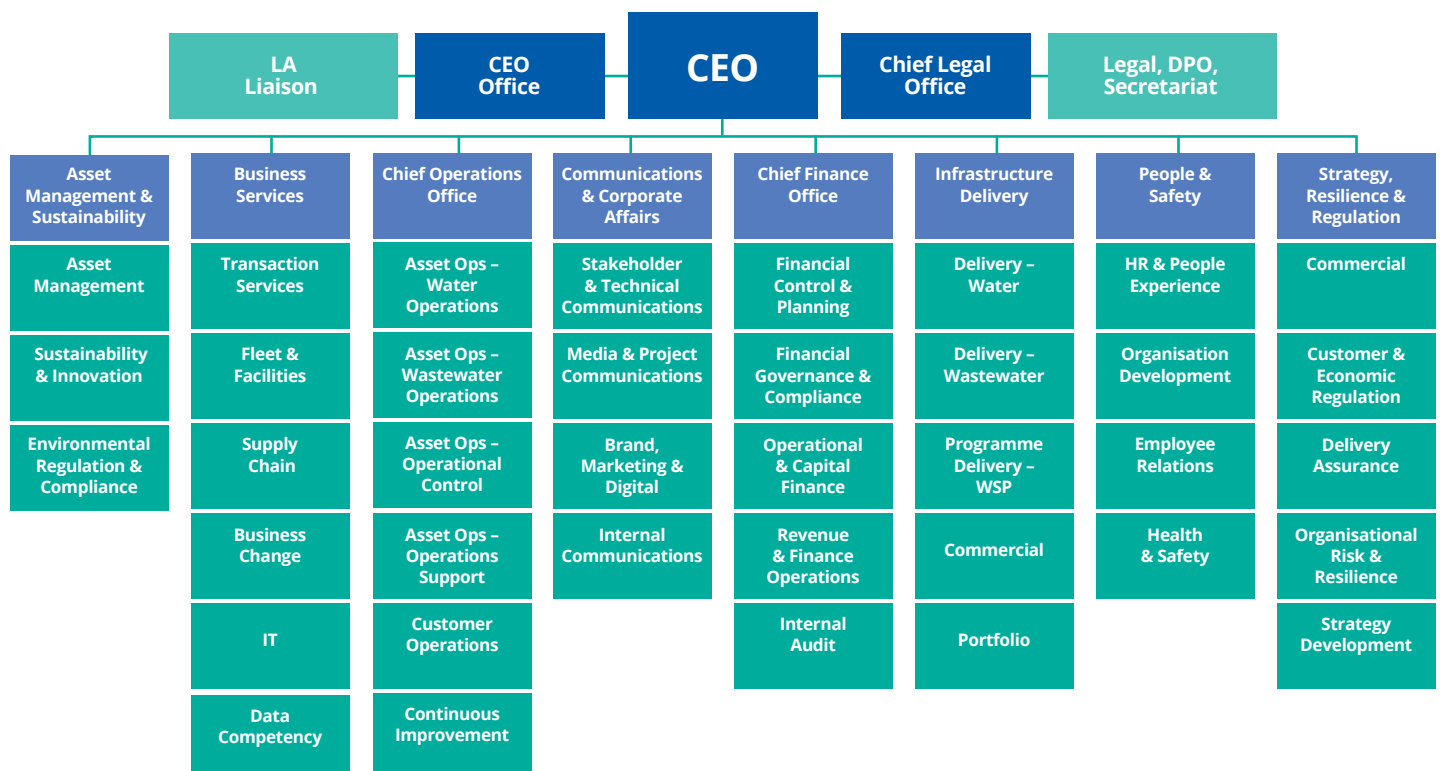 LA
Liaison
CEO
Office
CEO
Chief Legal
Office
Legal, DPO,
Secretariat
Asset
Management &
Sustainability
Asset
Management
Sustainability
& Innovation
Environmental
Regulation &
Compliance
Business
Services
Transaction
Services
Fleet &
Facilities
Supply
Chain
Business
Change
IT
Data
Competency
Chief Operations
Office
Asset Ops –
Water
Operations
Asset Ops –
Wastewater
Operations
Asset Ops –
Operational
Control
Asset Ops –
Operations
Support
Customer
Operations
Continuous
Improvement
Communications
& Corporate
Affairs
Stakeholder
& Technical
Communications
Media & Project
Communications
Brand,
Marketing &
Digital
Internal
Communications
Chief Finance
Office
Financial
Control &
Planning
Financial
Governance &
Compliance
Operational
& Capital
Finance
Revenue
& Finance
Operations
Internal
Audit
Infrastructure
Delivery
Delivery –
Water
Delivery –
Wastewater
Programme
Delivery –
WSP
Commercial
Portfolio
People &
Safety
HR & People
Experience
Organisation
Development
Employee
Relations
Health
& Safety
Strategy,
Resilience &
Regulation
Commercial
Customer &
Economic
Regulation
Delivery
Assurance
Organisational
Risk &
Resilience
Strategy
Development